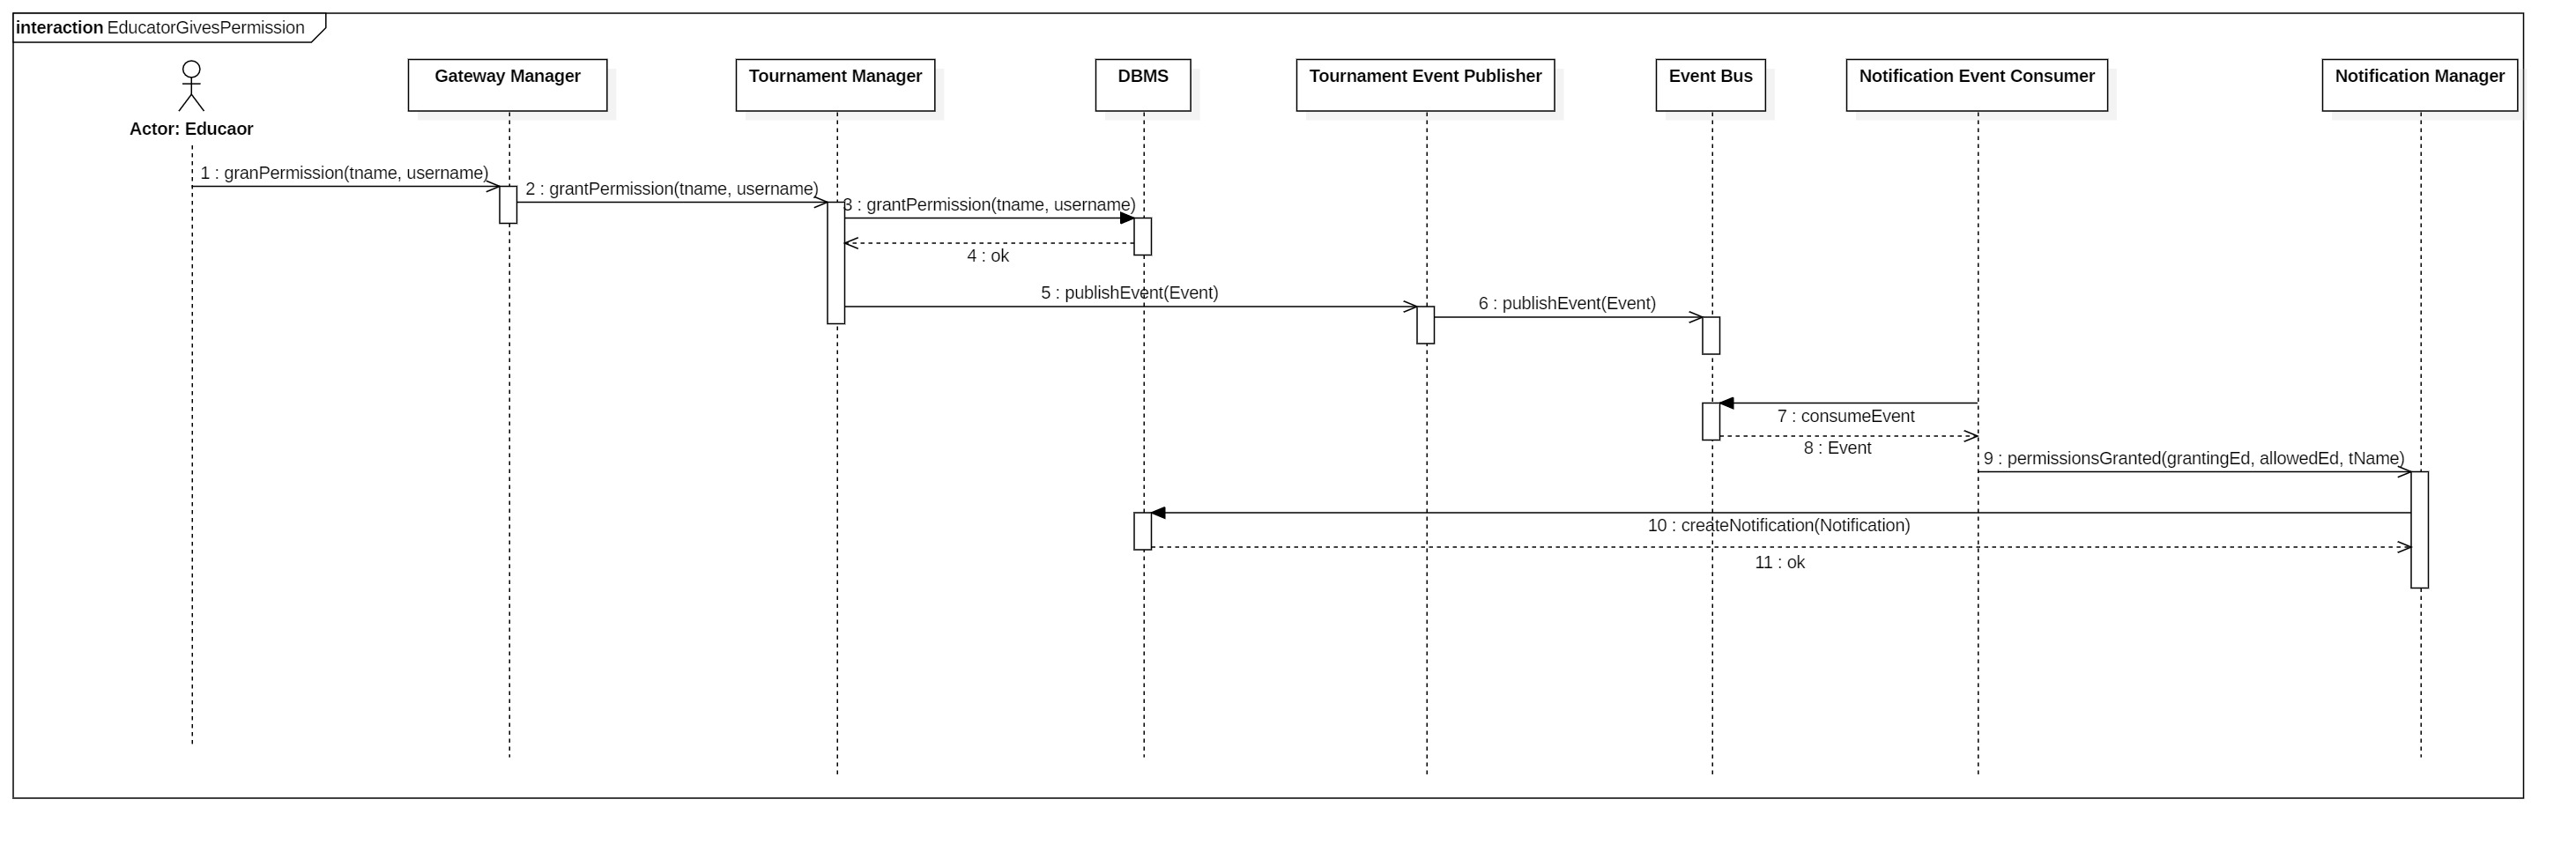 interaction EducatorGivesPermission
Gateway Manager
Tournament Manager
DBMS
Tournament Event Publisher
Event Bus
Notification Event Consumer
Notification Manager
Actor: Educaor
1 : granPermission(tname, username)
2 : grantPermission(tname, username)
3 : grantPermission(tname, username)
4 : ok
5 : publishEvent(Event)
6 : publishEvent(Event)
7 : consumeEvent
8 : Event
9 : permissionsGranted(grantingEd, allowedEd, tName)
10 : createNotification(Notification)
11 : ok